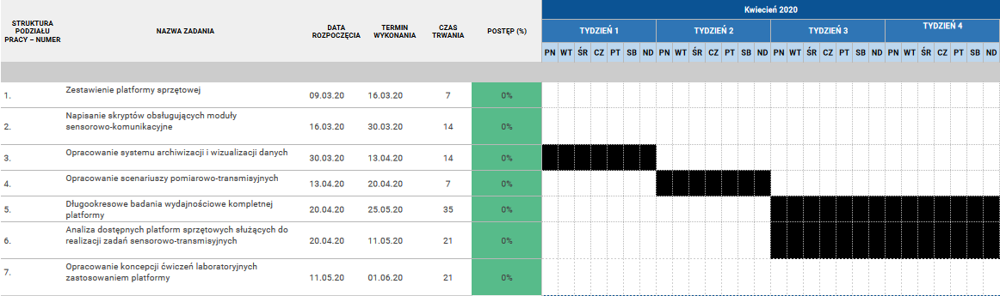 Kwiecień 2020
STRUKTURA
PODZIAŁU
PRACY – NUMER
NAZWA ZADANIA
DATA
ROZPOCZĘCIA
TERMIN
WYKONANIA
CZAS
TRWANIA
POSTĘP (%)
TYDZIEŃ 1 TYDZIEŃ 2 TYDZIEŃ 3 TYDZIEŃ 4
PN WT ŚR CZ PT SB ND PN WT ŚR CZ PT SB ND PN WT ŚR CZ PT SB ND PN WT ŚR CZ PT SB ND
1. Zestawienie platformy sprzętowej 09.03.20 16.03.20 7 0%
Napisanie skryptów obsługujących moduły
2. sensorowo-komunikacyjne 16.03.20 30.03.20 14 0%
3. Opracowanie systemu archiwizacji i wizualizacji danych 30.03.20 13.04.20 14 0%
4. Opracowanie scenariuszy pomiarowo-transmisyjnych 13.04.20 20.04.20 7 0%
Długookresowe badania wydajnościowe kompletnej
5. platformy 20.04.20 25.05.20 35 0%
Analiza dostępnych platform sprzętowych służących do
6. realizacji zadań sensorowo-transmisyjnych 20.04.20 11.05.20 21 0%
Opracowanie koncepcji ćwiczeń laboratoryjnych
7. zastosowaniem platformy 11.05.20 01.06.20 21 0%